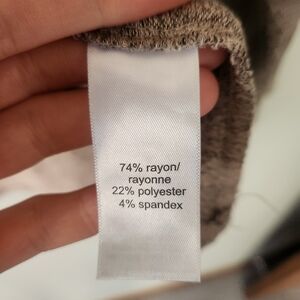 74% rayon/
rayonne
22% polyester
4% spandex